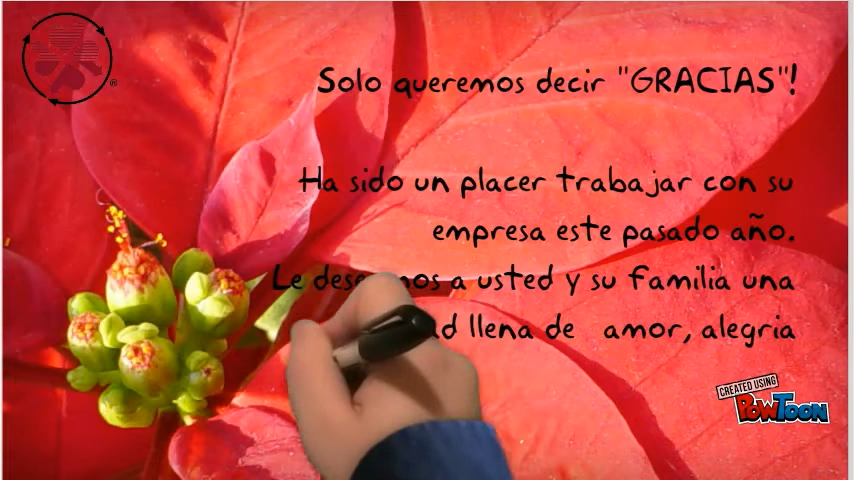 Solo queremos decir "GRACIAS"!
Ha sido un placer trabajar con su
empresa este pasado año.
Le a usted y su familia una
llena de amor, alegria
CREATED USING
POWTOON
®